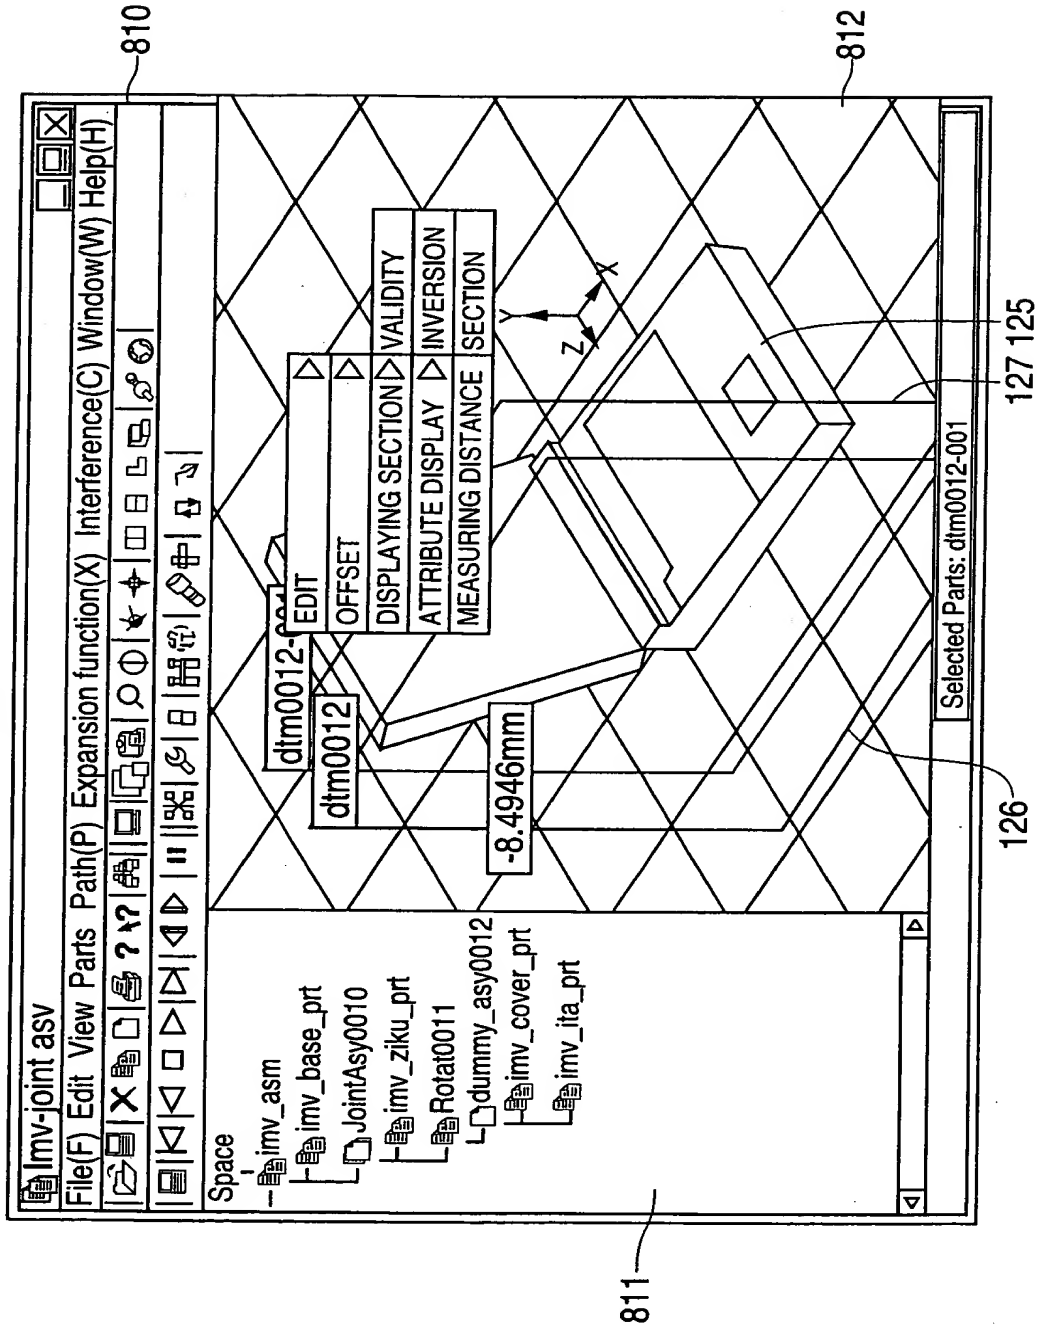 Imv-joint asv
File(F) Edit View Parts Path(P) Expansion function(X) Interference(C) Window(W) Help(H)
810
Space
imv_asm
imv_base_prt
JointAsy0010
imv_ziku_prt
Rotat0011
dummy_asy0012
imv_cover_prt
imv_ita_prt
dtm0012-
dtm0012
-8.4946mm
EDIT
OFFSET
DISPLAYING SECTION
ATTRIBUTE DISPLAY
MEASURING DISTANCE
VALIDITY
INVERSION
SECTION
Y
X
Z
Selected Parts: dtm0012-001
811
812
125
127
126